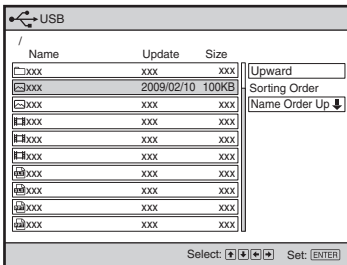 USB
/
Name Update Size
xxx xxx xxx Upward
xxx 2009/02/10 100KB Sorting Order
xxx xxx xxx Name Order Up
xxx xxx xxx
xxx xxx xxx
xxx xxx xxx
xxx xxx xxx
xxx xxx xxx
xxx xxx xxx
xxx xxx xxx
Select: Set: ENTER